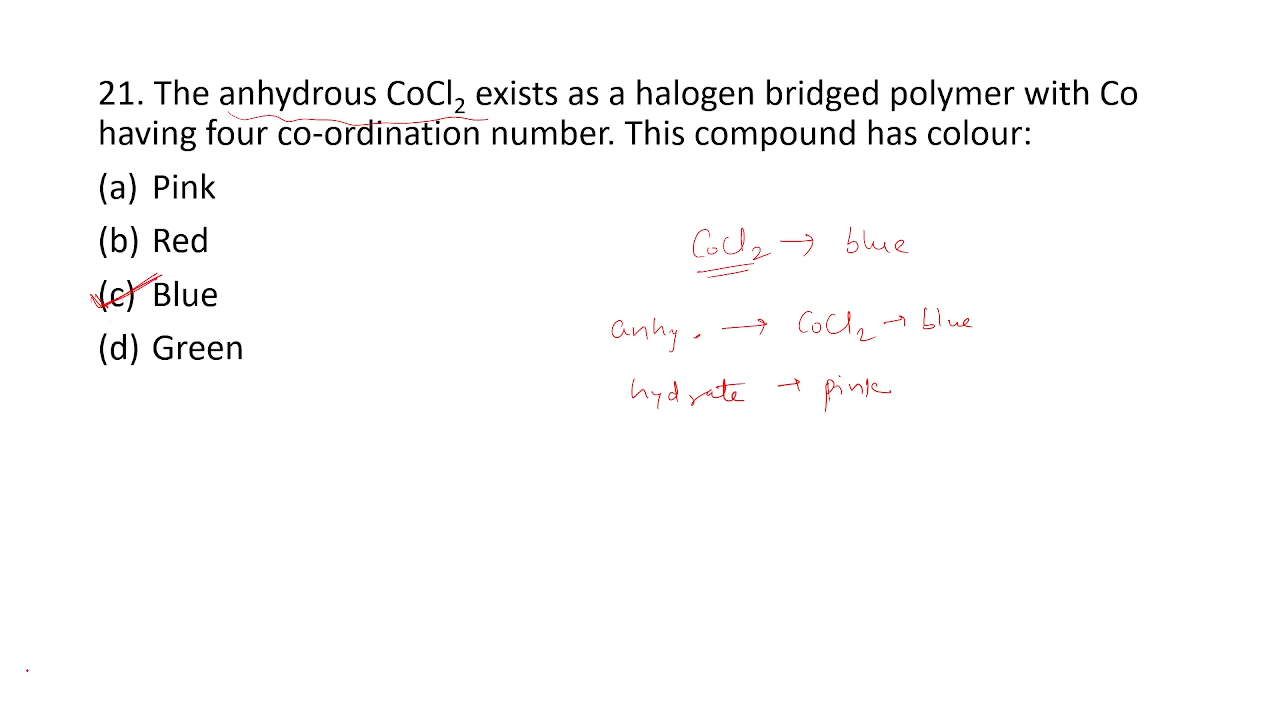 21. The anhydrous CoCl₂ exists as a halogen bridged polymer with Co
having four co-ordination number. This compound has colour:
(a) Pink
(b) Red
(c) Blue
(d) Green
CoCl₂ → blue
anhy. → CoCl₂ → blue
hydrate → pink